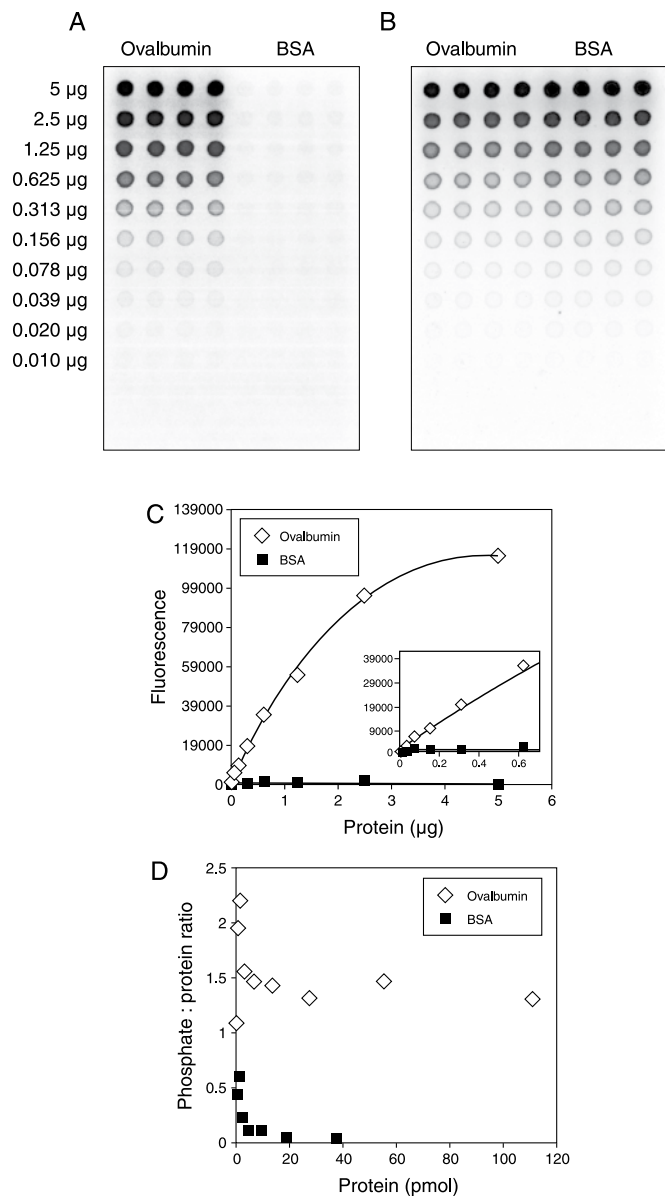 A
B
Ovalbumin BSA
Ovalbumin BSA
5 µg
2.5 µg
1.25 µg
0.625 µg
0.313 µg
0.156 µg
0.078 µg
0.039 µg
0.020 µg
0.010 µg
C
139000
119000
99000
79000
59000
39000
19000
0
Fluorescence
Ovalbumin
BSA
39000
29000
19000
9000
0
0 0.2 0.4 0.6
0 1 2 3 4 5 6
Protein (µg)
D
2.5
2
1.5
1
0.5
0
Phosphate : protein ratio
Ovalbumin
BSA
0 20 40 60 80 100 120
Protein (pmol)